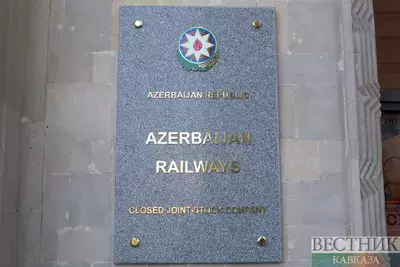 AZERBAIJAN REPUBLIC
AZERBAIJAN
RAILWAYS
CLOSED JOINT-STOCK COMPANY
ВЕСТНИК
КАВКАЗА